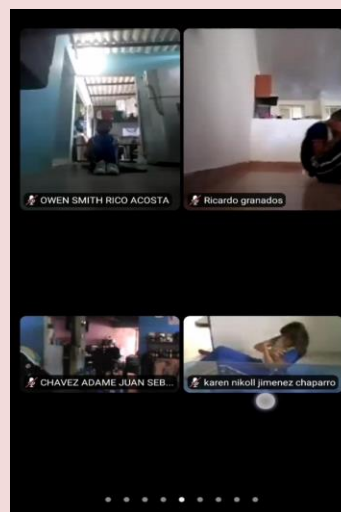 OWEN SMITH RICO ACOSTA
Ricardo granados
CHAVEZ ADAME JUAN SEB...
karen nikoll jimenez chaparro